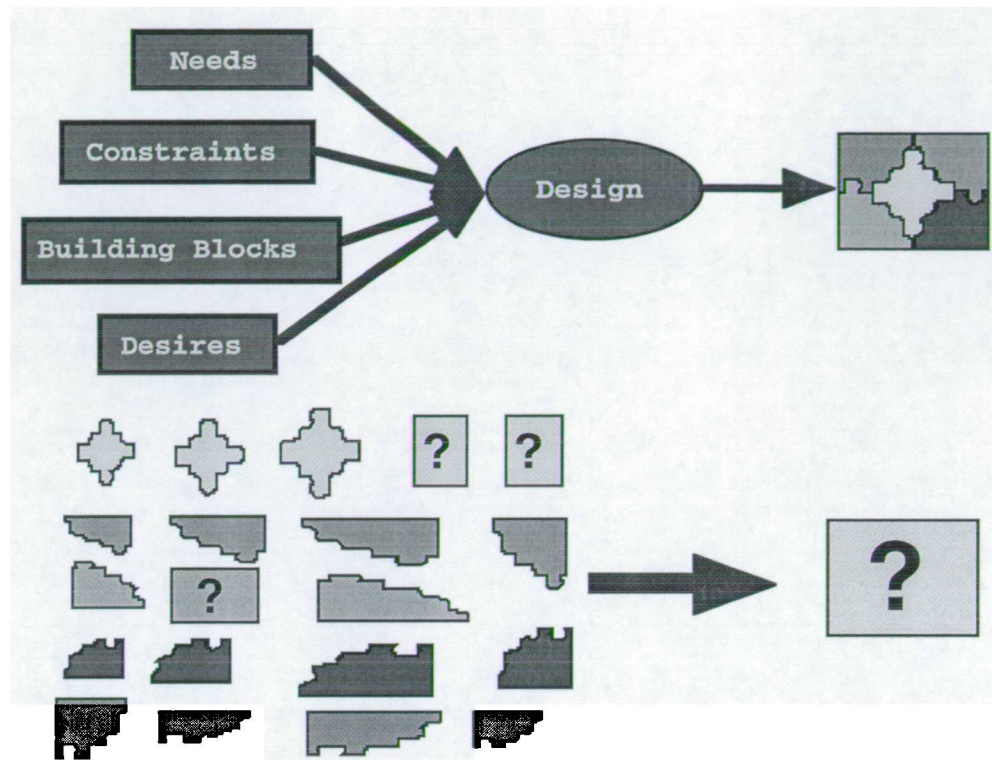 Needs
Constraints
Building Blocks
Desires
Design
? ?
?
?